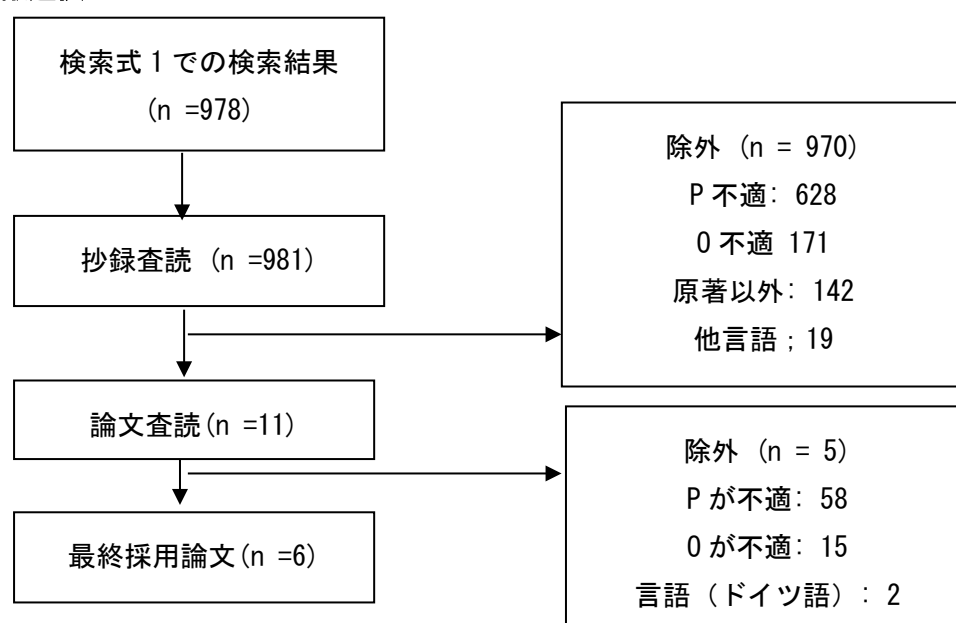 検索式 1 での検索結果
(n =978)
除外 (n = 970)
P 不適: 628
O 不適 171
原著以外: 142
他言語 ; 19
抄録査読 (n =981)
論文査読(n =11)
除外 (n = 5)
P が不適: 58
O が不適: 15
言語（ドイツ語）: 2
最終採用論文(n =6)